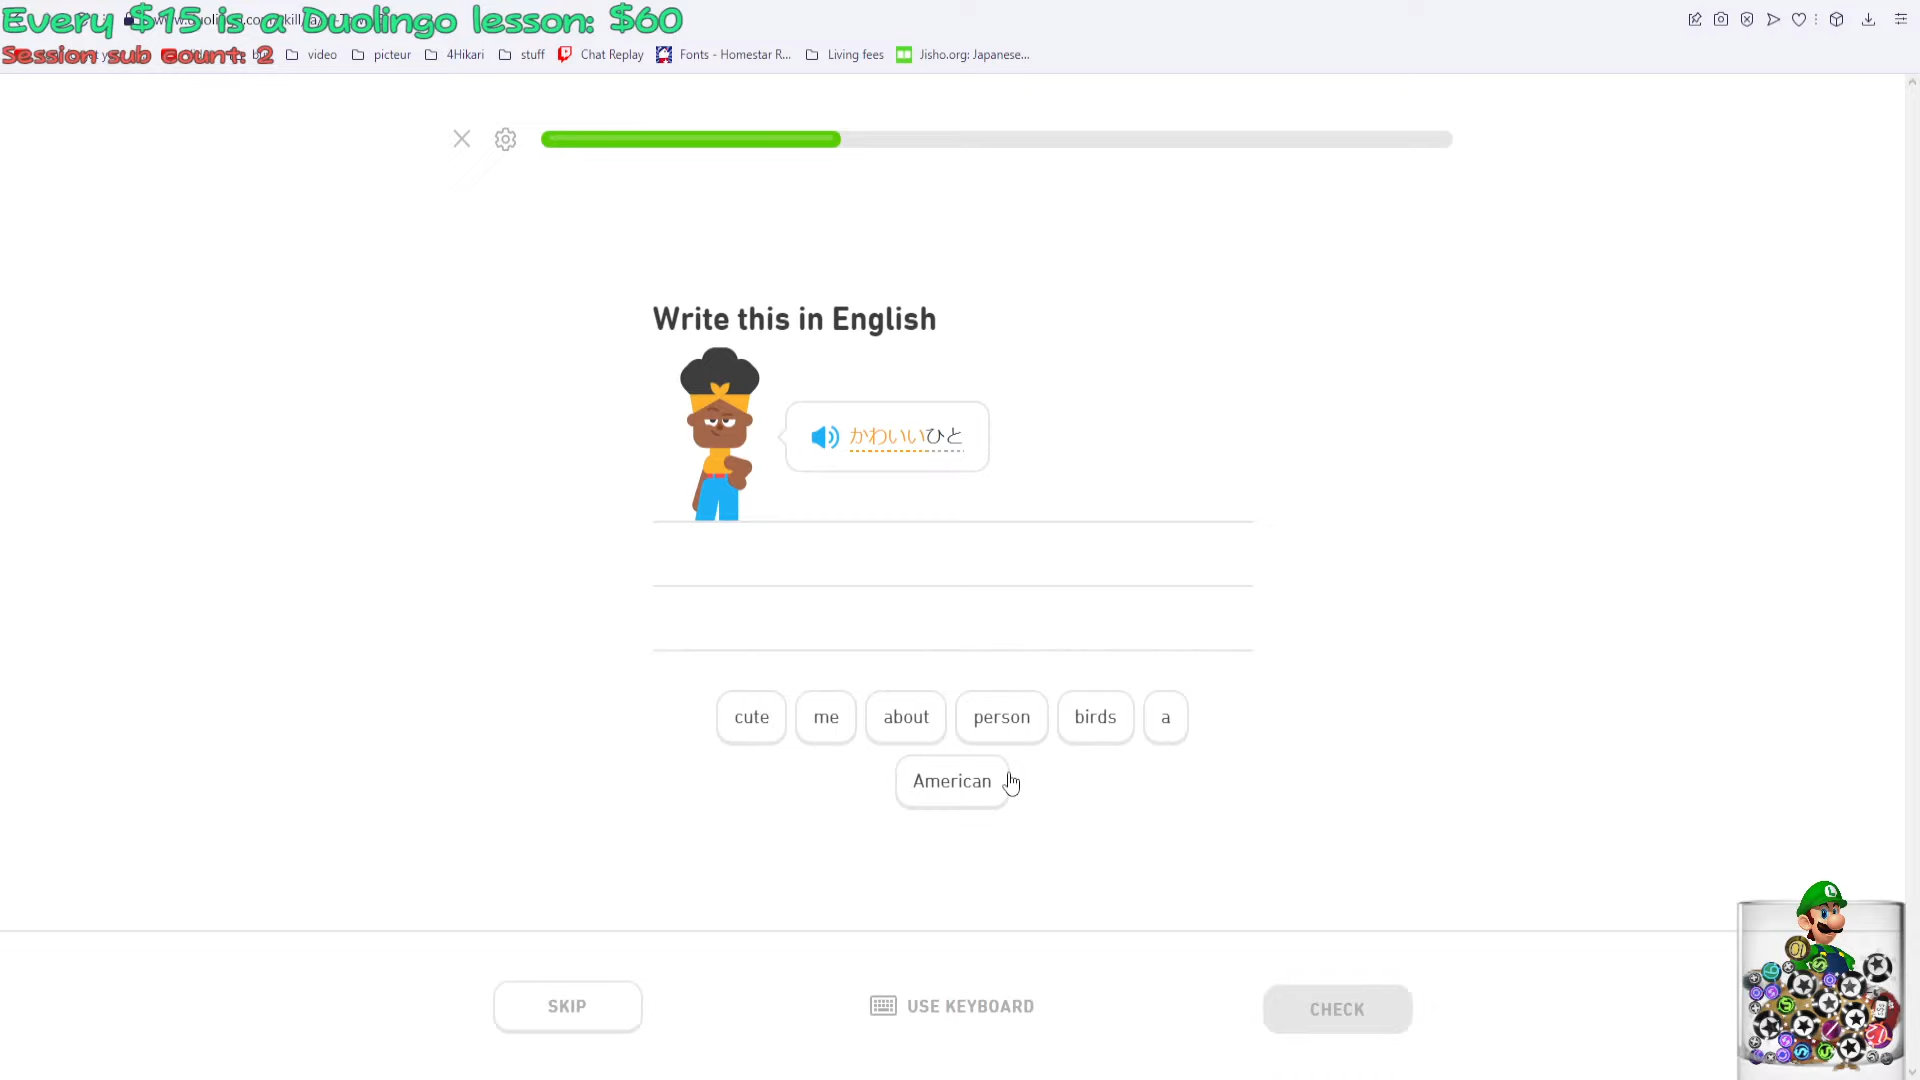 Every $15 is a Duolingo lesson: $60
Session sub count: 2
video
picteur
4Hikari
stuff
Chat Replay
Fonts - Homestar R...
Living fees
Jisho.org: Japanese...
Write this in English
かわいいひと
cute me about person birds a
American
SKIP
USE KEYBOARD
CHECK